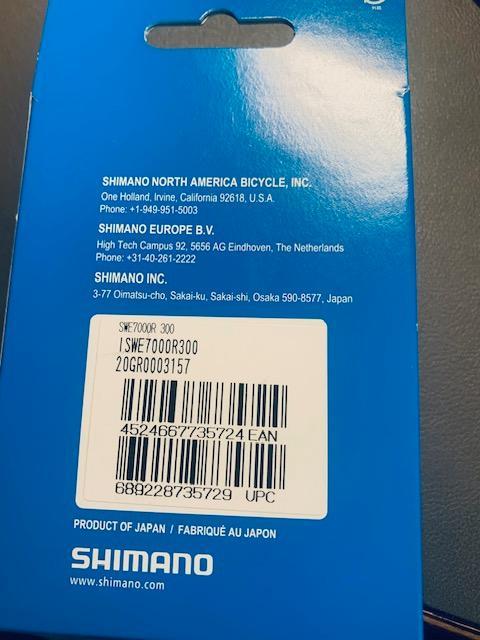 SHIMANO NORTH AMERICA BICYCLE, INC.
One Holland, Irvine, California 92618, U.S.A.
Phone: +1-949-951-5003
SHIMANO EUROPE B.V.
High Tech Campus 92, 5656 AG Eindhoven, The Netherlands
Phone: +31-40-261-2222
SHIMANO INC.
3-77 Oimatsu-cho, Sakai-ku, Sakai-shi, Osaka 590-8577, Japan
SWE7000R 300
ISWE7000R300
20GR0003157
4524667735724 EAN
689228735729 UPC
PRODUCT OF JAPAN / FABRIQUÉ AU JAPON
SHIMANO
www.shimano.com